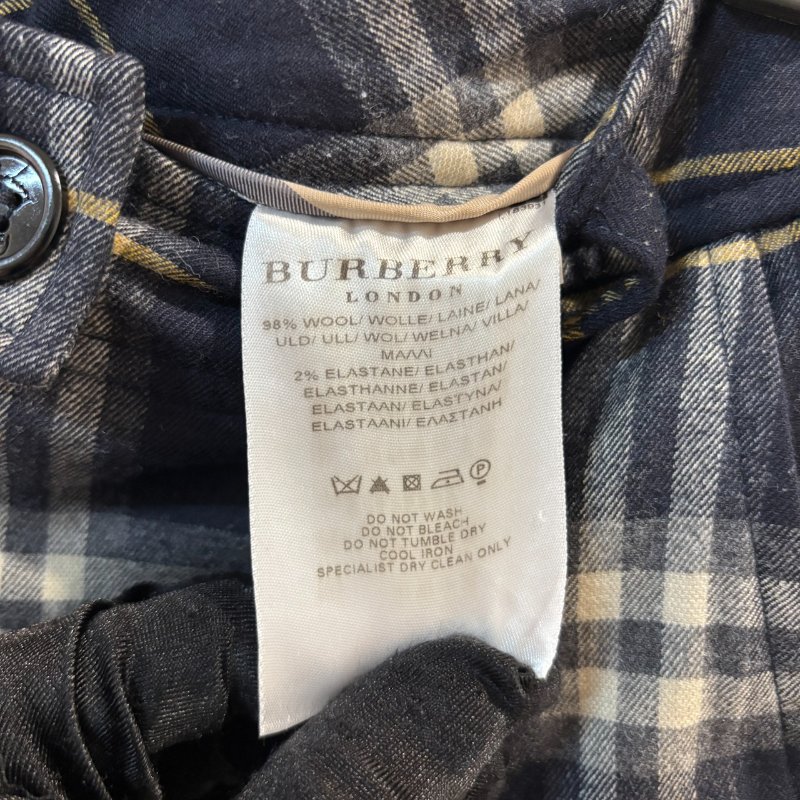 BURBERRY
LONDON
98% WOOL/ WOLLE/ LAINE/ LANA/
ULD/ ULL/ WOL/ WEŁNA/ VILLA/
ΜΑΛΛΙ
2% ELASTANE/ ELASTHAN/
ELASTHANNE/ ELASTAN/
ELASTAAN/ ELASTYNA/
ELASTAANI/ ΕΛΑΣΤΑΝΗ
P
DO NOT WASH
DO NOT BLEACH
DO NOT TUMBLE DRY
COOL IRON
SPECIALIST DRY CLEAN ONLY